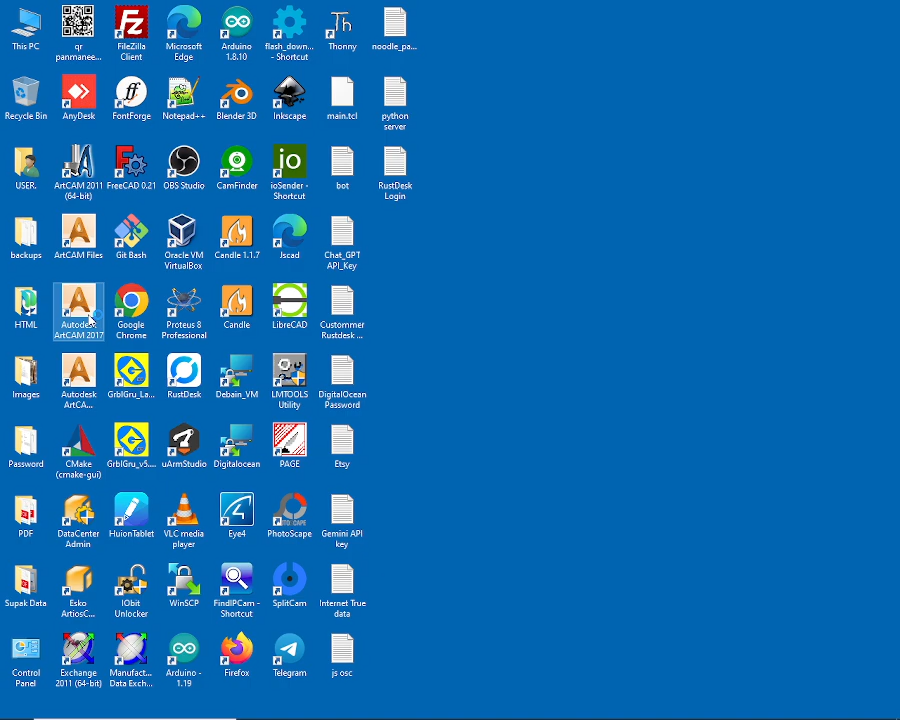 This PC
qr
panmanee...
FileZilla
Client
Microsoft
Edge
Arduino
1.8.10
flash_down...
- Shortcut
Th
Thonny
noodle_pa...
Recycle Bin
AnyDesk
ff
FontForge
Notepad++
Blender 3D
Inkscape
main.tcl
python
server
USER.
ArtCAM 2011
(64-bit)
FreeCAD 0.21
OBS Studio
CamFinder
jo
ioSender -
Shortcut
bot
RustDesk
Login
backups
ArtCAM Files
Git Bash
Oracle VM
VirtualBox
Candle 1.1.7
Jscad
Chat_GPT
API_Key
HTML
Autodesk
ArtCAM 2017
Google
Chrome
Proteus 8
Professional
Candle
LibreCAD
Custommer
Rustdesk ...
Images
Autodesk
ArtCA...
GrblGru_La...
RustDesk
Debain_VM
LMTOOLS
Utility
DigitalOcean
Password
Password
CMake
(cmake-gui)
GrblGru_v5....
uArmStudio
Digitalocean
PAGE
Etsy
PDF
DataCenter
Admin
HuionTablet
VLC media
player
Eye4
PhotoScape
Gemini API
key
Supak Data
Esko
ArtiosC...
IObit
Unlocker
WinSCP
FindIPCam -
Shortcut
SplitCam
Internet True
data
Control
Panel
Exchange
2011 (64-bit)
Manufact...
Data Exch...
Arduino -
1.19
Firefox
Telegram
js osc